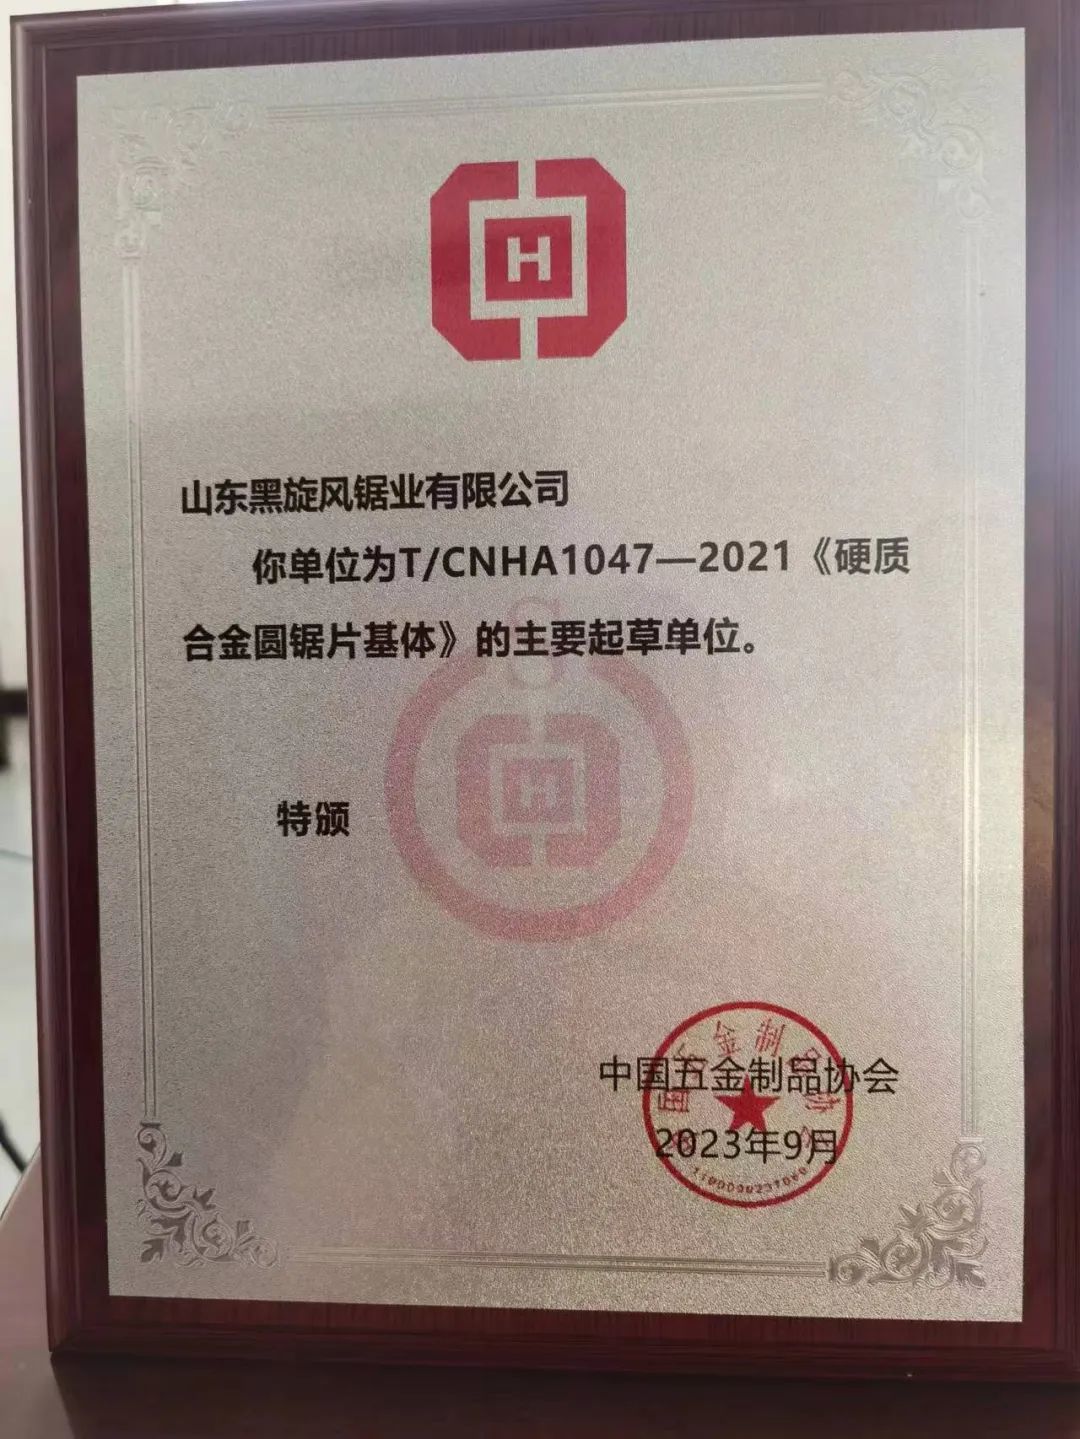 H
山东黑旋风锯业有限公司
你单位为T/CNHA1047—2021《硬质
合金圆锯片基体》的主要起草单位。
S
H
特颁
中国五金制品协会
2023年9月